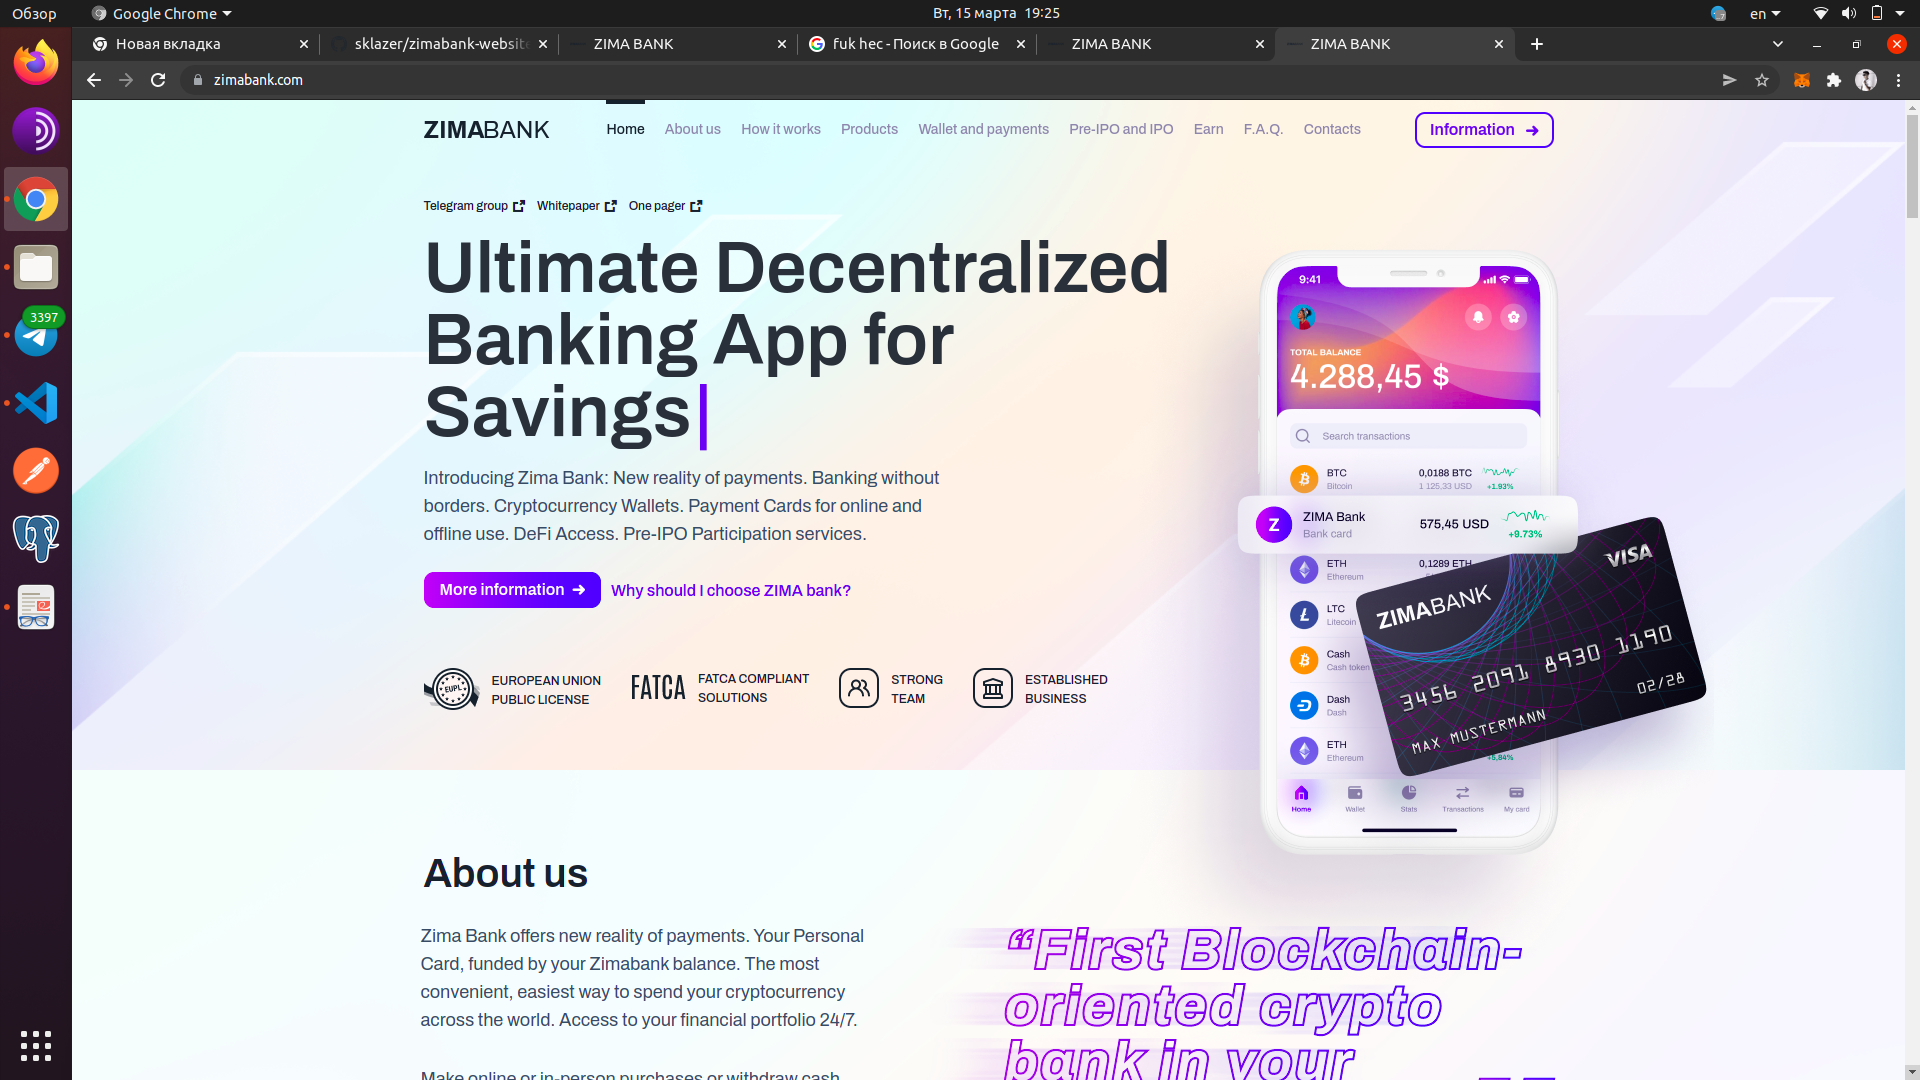 Обзор
Google Chrome
Вт, 15 марта 19:25
en
Новая вкладка
sklazer/zimabank-website
ZIMA BANK
fuk hec - Поиск в Google
ZIMA BANK
ZIMA BANK
zimabank.com
3397
ZIMABANK
Home
About us
How it works
Products
Wallet and payments
Pre-IPO and IPO
Earn
F.A.Q.
Contacts
Information
Telegram group
Whitepaper
One pager
Ultimate Decentralized
Banking App for
Savings
Introducing Zima Bank: New reality of payments. Banking without
borders. Cryptocurrency Wallets. Payment Cards for online and
offline use. DeFi Access. Pre-IPO Participation services.
More information
Why should I choose ZIMA bank?
EUPL
EUROPEAN UNION
PUBLIC LICENSE
FATCA
FATCA COMPLIANT
SOLUTIONS
STRONG
TEAM
ESTABLISHED
BUSINESS
9:41
TOTAL BALANCE
4.288,45 $
Search transactions
BTC
Bitcoin
0,0188 BTC
1 125,33 USD
+1.93%
Z
ZIMA Bank
Bank card
575,45 USD
+9.73%
ETH
Ethereum
0,1289 ETH
LTC
Litecoin
Cash
Cash token
Dash
Dash
ETH
Ethereum
+5,84%
Home
Wallet
Stats
Transactions
My card
ZIMABANK
VISA
3456 2091 8930 1190
02/28
MAX MUSTERMANN
About us
Zima Bank offers new reality of payments. Your Personal
Card, funded by your Zimabank balance. The most
convenient, easiest way to spend your cryptocurrency
across the world. Access to your financial portfolio 24/7.
Make online or in-person purchases or withdraw cash
“First Blockchain-
oriented crypto
bank in your